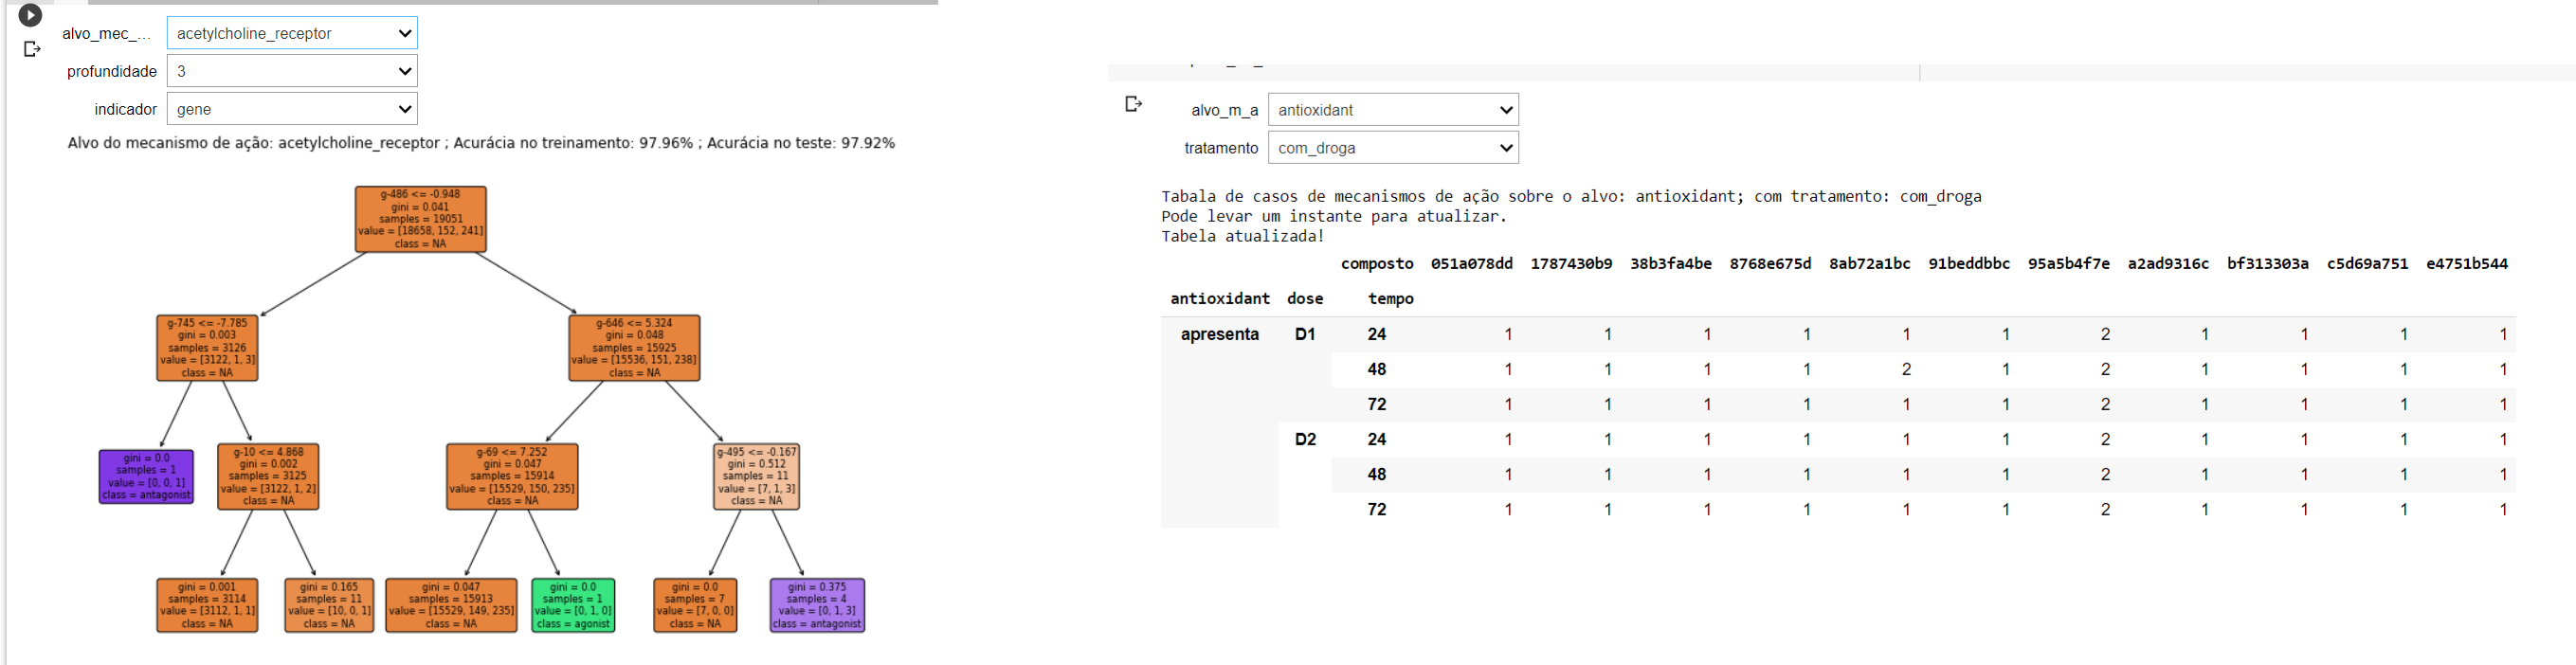 alvo_mec_... acetylcholine_receptor
profundidade 3
indicador gene
Alvo do mecanismo de ação: acetylcholine_receptor ; Acurácia no treinamento: 97.96% ; Acurácia no teste: 97.92%
g-486 <= -0.948
gini = 0.041
samples = 19051
value = [18658, 152, 241]
class = NA
g-745 <= -7.785
gini = 0.003
samples = 3126
value = [3122, 1, 3]
class = NA
g-646 <= 5.324
gini = 0.048
samples = 15925
value = [15536, 151, 238]
class = NA
gini = 0.0
samples = 1
value = [0, 0, 1]
class = antagonist
g-10 <= 4.868
gini = 0.002
samples = 3125
value = [3122, 1, 2]
class = NA
g-69 <= 7.252
gini = 0.047
samples = 15914
value = [15529, 150, 235]
class = NA
g-495 <= -0.167
gini = 0.512
samples = 11
value = [7, 1, 3]
class = NA
gini = 0.001
samples = 3114
value = [3112, 1, 1]
class = NA
gini = 0.165
samples = 11
value = [10, 0, 1]
class = NA
gini = 0.047
samples = 15913
value = [15529, 149, 235]
class = NA
gini = 0.0
samples = 1
value = [0, 1, 0]
class = agonist
gini = 0.0
samples = 7
value = [7, 0, 0]
class = NA
gini = 0.375
samples = 4
value = [0, 1, 3]
class = antagonist
alvo_m_a antioxidant
tratamento com_droga
Tabala de casos de mecanismos de ação sobre o alvo: antioxidant; com tratamento: com_droga
Pode levar um instante para atualizar.
Tabela atualizada!
composto 051a078dd 1787430b9 38b3fa4be 8768e675d 8ab72a1bc 91beddbbc 95a5b4f7e a2ad9316c bf313303a c5d69a751 e4751b544
antioxidant dose tempo
apresenta D1 24 1 1 1 1 1 1 2 1 1 1 1
48 1 1 1 1 2 1 2 1 1 1 1
72 1 1 1 1 1 1 2 1 1 1 1
D2 24 1 1 1 1 1 1 2 1 1 1 1
48 1 1 1 1 1 1 2 1 1 1 1
72 1 1 1 1 1 1 2 1 1 1 1